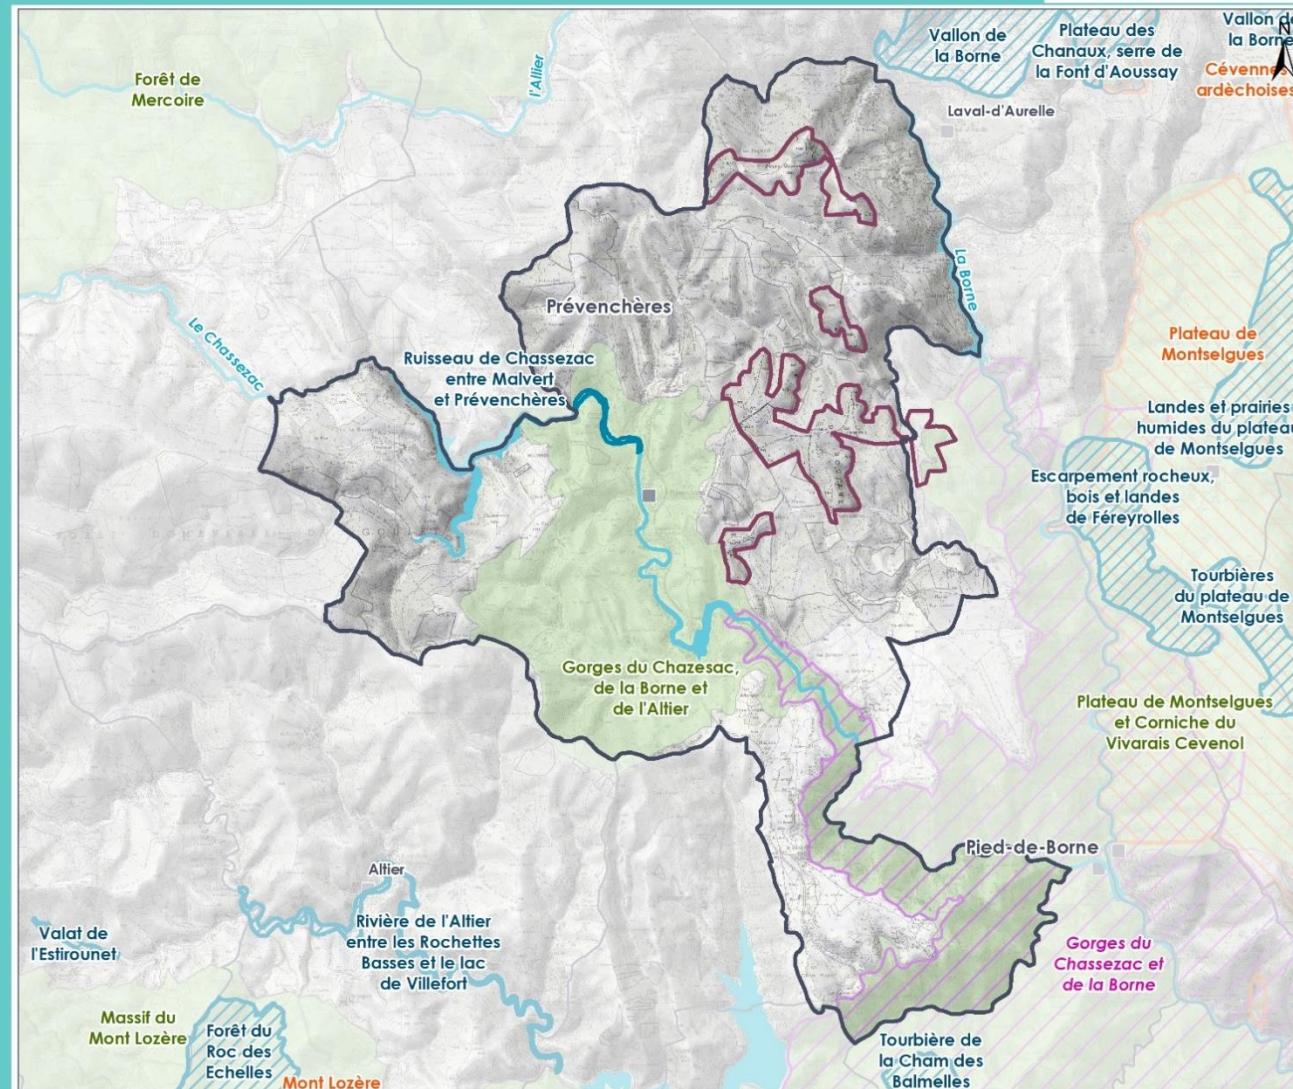 Vallon de
la Borne
Plateau des
Chanaux, serre de
la Font d'Aoussay
Vallon de
la Borne
N
Cévennes
ardèchoises
Forêt de
Mercoire
l'Allier
Laval-d'Aurelle
La Borne
Prévenchères
Le Chassezac
Ruisseau de Chassezac
entre Malvert
et Prévenchères
Plateau de
Montselgues
Landes et prairies
humides du plateau
de Montselgues
Escarpement rocheux,
bois et landes
de Féreyrolles
Tourbières
du plateau de
Montselgues
Gorges du Chazesac,
de la Borne et
de l'Altier
Plateau de Montselgues
et Corniche du
Vivarais Cevenol
Pied-de-Borne
Altier
Rivière de l'Altier
entre les Rochettes
Basses et le lac
de Villefort
Valat de
l'Estirounet
Gorges du
Chassezac et
de la Borne
Massif du
Mont Lozère
Forêt du
Roc des
Echelles
Mont Lozère
Tourbière de
la Cham des
Balmelles